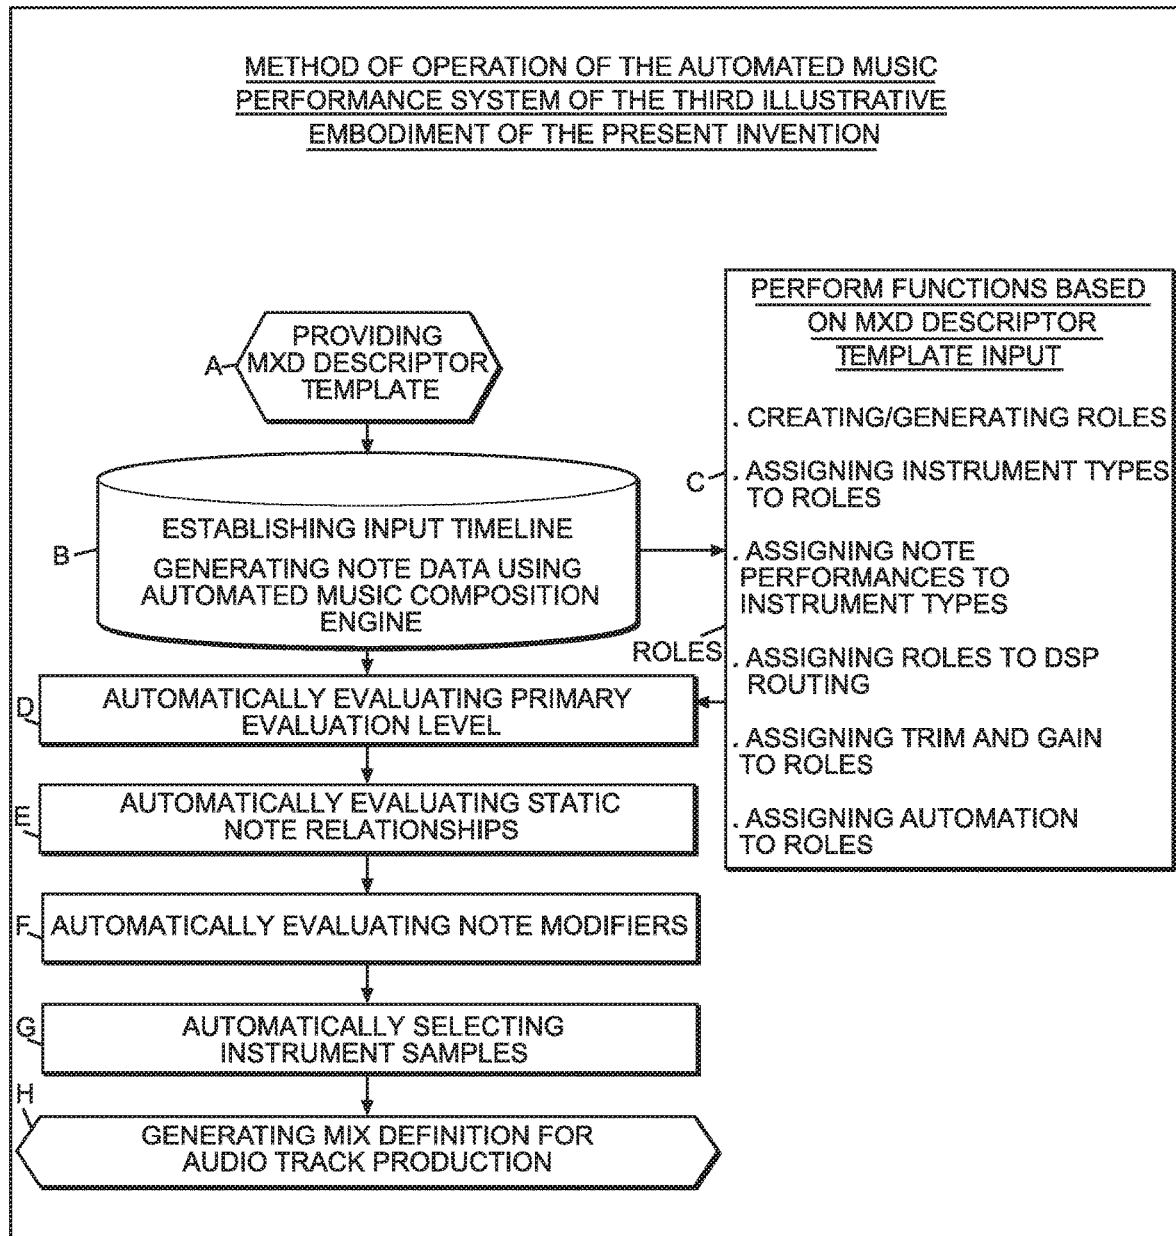 METHOD OF OPERATION OF THE AUTOMATED MUSIC
PERFORMANCE SYSTEM OF THE THIRD ILLUSTRATIVE
EMBODIMENT OF THE PRESENT INVENTION
A
PROVIDING
MXD DESCRIPTOR
TEMPLATE
B
ESTABLISHING INPUT TIMELINE
GENERATING NOTE DATA USING
AUTOMATED MUSIC COMPOSITION
ENGINE
PERFORM FUNCTIONS BASED
ON MXD DESCRIPTOR
TEMPLATE INPUT
. CREATING/GENERATING ROLES
C
. ASSIGNING INSTRUMENT TYPES
TO ROLES
. ASSIGNING NOTE
PERFORMANCES TO
INSTRUMENT TYPES
ROLES
. ASSIGNING ROLES TO DSP
ROUTING
. ASSIGNING TRIM AND GAIN
TO ROLES
. ASSIGNING AUTOMATION
TO ROLES
D
AUTOMATICALLY EVALUATING PRIMARY
EVALUATION LEVEL
E
AUTOMATICALLY EVALUATING STATIC
NOTE RELATIONSHIPS
F
AUTOMATICALLY EVALUATING NOTE MODIFIERS
G
AUTOMATICALLY SELECTING
INSTRUMENT SAMPLES
H
GENERATING MIX DEFINITION FOR
AUDIO TRACK PRODUCTION